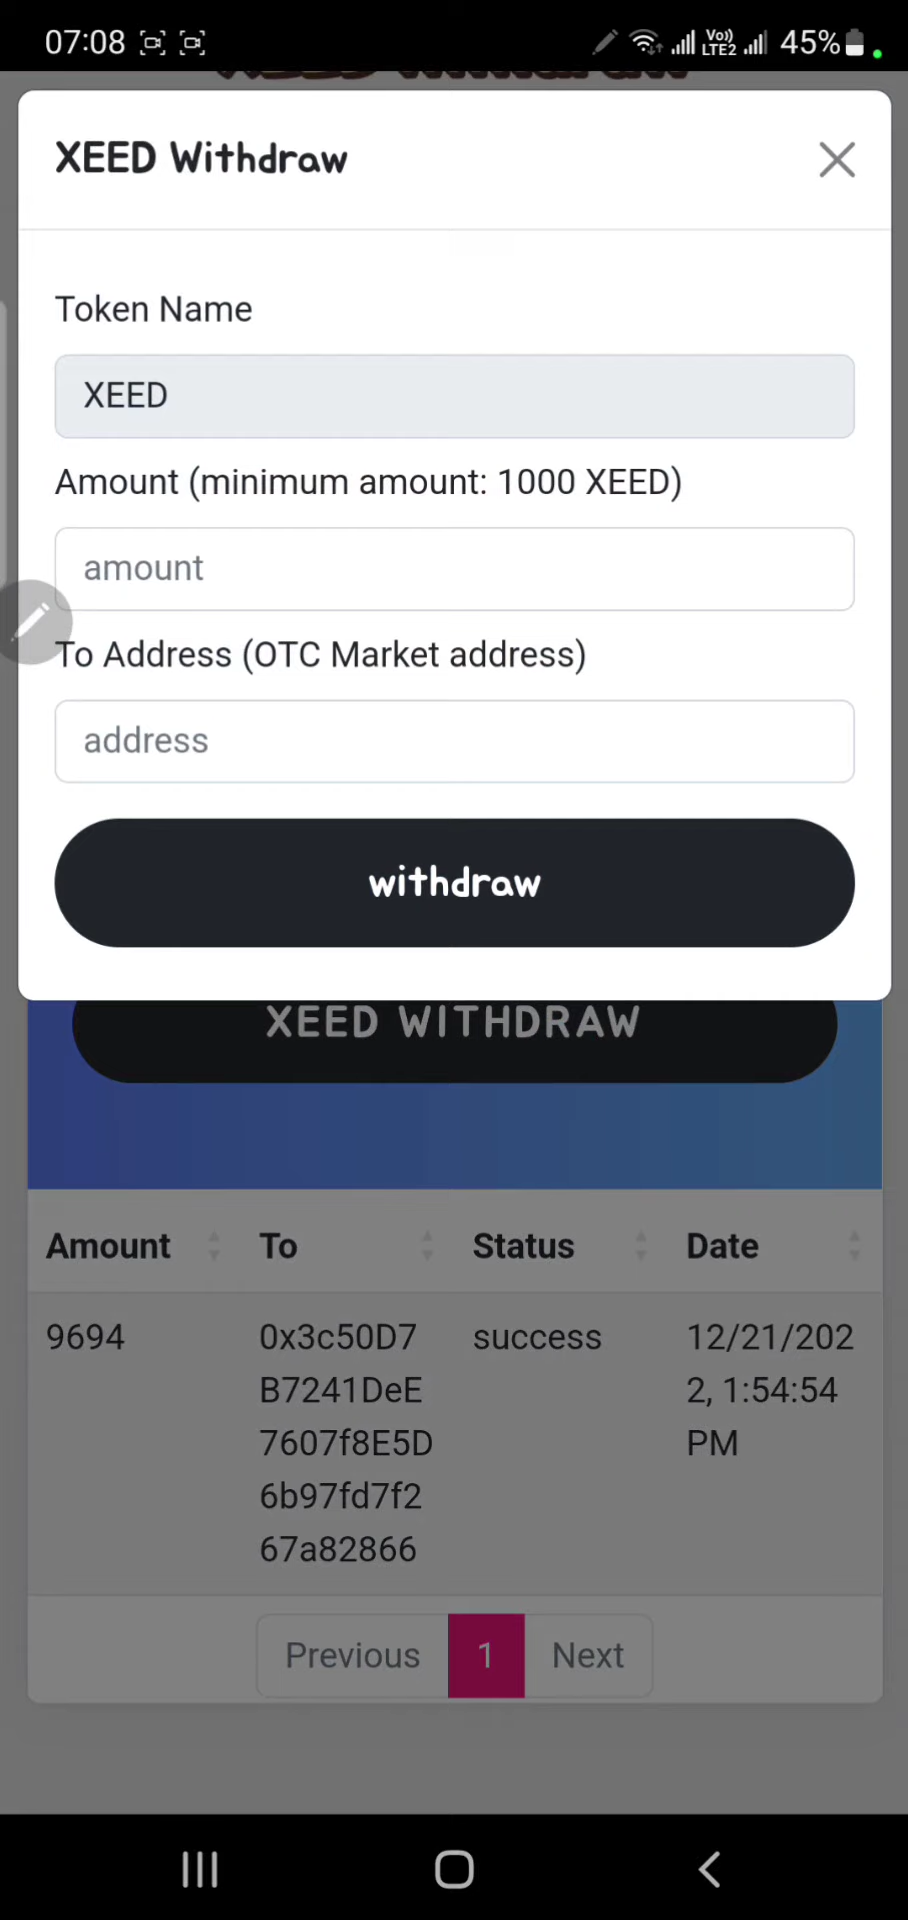 07:08
Vo))
LTE2
45%
XEED Withdraw
Token Name
XEED
Amount (minimum amount: 1000 XEED)
amount
To Address (OTC Market address)
address
withdraw
XEED WITHDRAW
Amount To Status Date
9694 0x3c50D7 success 12/21/202
B7241DeE 2, 1:54:54
7607f8E5D PM
6b97fd7f2
67a82866
Previous 1 Next